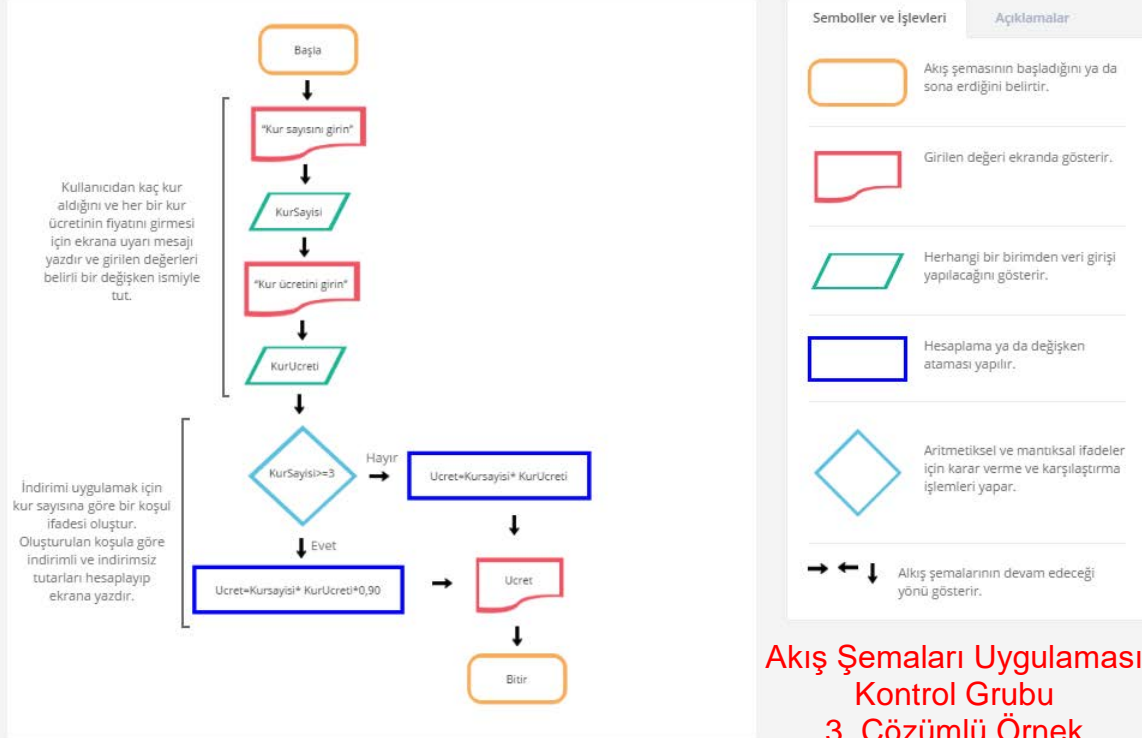 Başla
"Kur sayısını girin"
Kullanıcıdan kaç kur
aldığını ve her bir kur
ücretinin fiyatını girmesi
için ekrana uyarı mesajı
yazdır ve girilen değerleri
belirli bir değişken ismiyle
tut.
KurSayisi
"Kur ücretini girin"
KurUcreti
İndirimi uygulamak için
kur sayısına göre bir koşul
ifadesi oluştur.
Oluşturulan koşula göre
indirimli ve indirimsiz
tutarları hesaplayıp
ekrana yazdır.
KurSayisi>=3
Hayır
Ucret=Kursayisi* KurUcreti
Evet
Ucret=Kursayisi* KurUcreti*0,90
Ucret
Bitir
Semboller ve İşlevleri
Açıklamalar
Akış şemasının başladığını ya da
sona erdiğini belirtir.
Girilen değeri ekranda gösterir.
Herhangi bir birimden veri girişi
yapılacağını gösterir.
Hesaplama ya da değişken
ataması yapılır.
Aritmetiksel ve mantıksal ifadeler
için karar verme ve karşılaştırma
işlemleri yapar.
Alkış şemalarının devam edeceği
yönü gösterir.
Akış Şemaları Uygulaması
Kontrol Grubu
3. Çözümlü Örnek